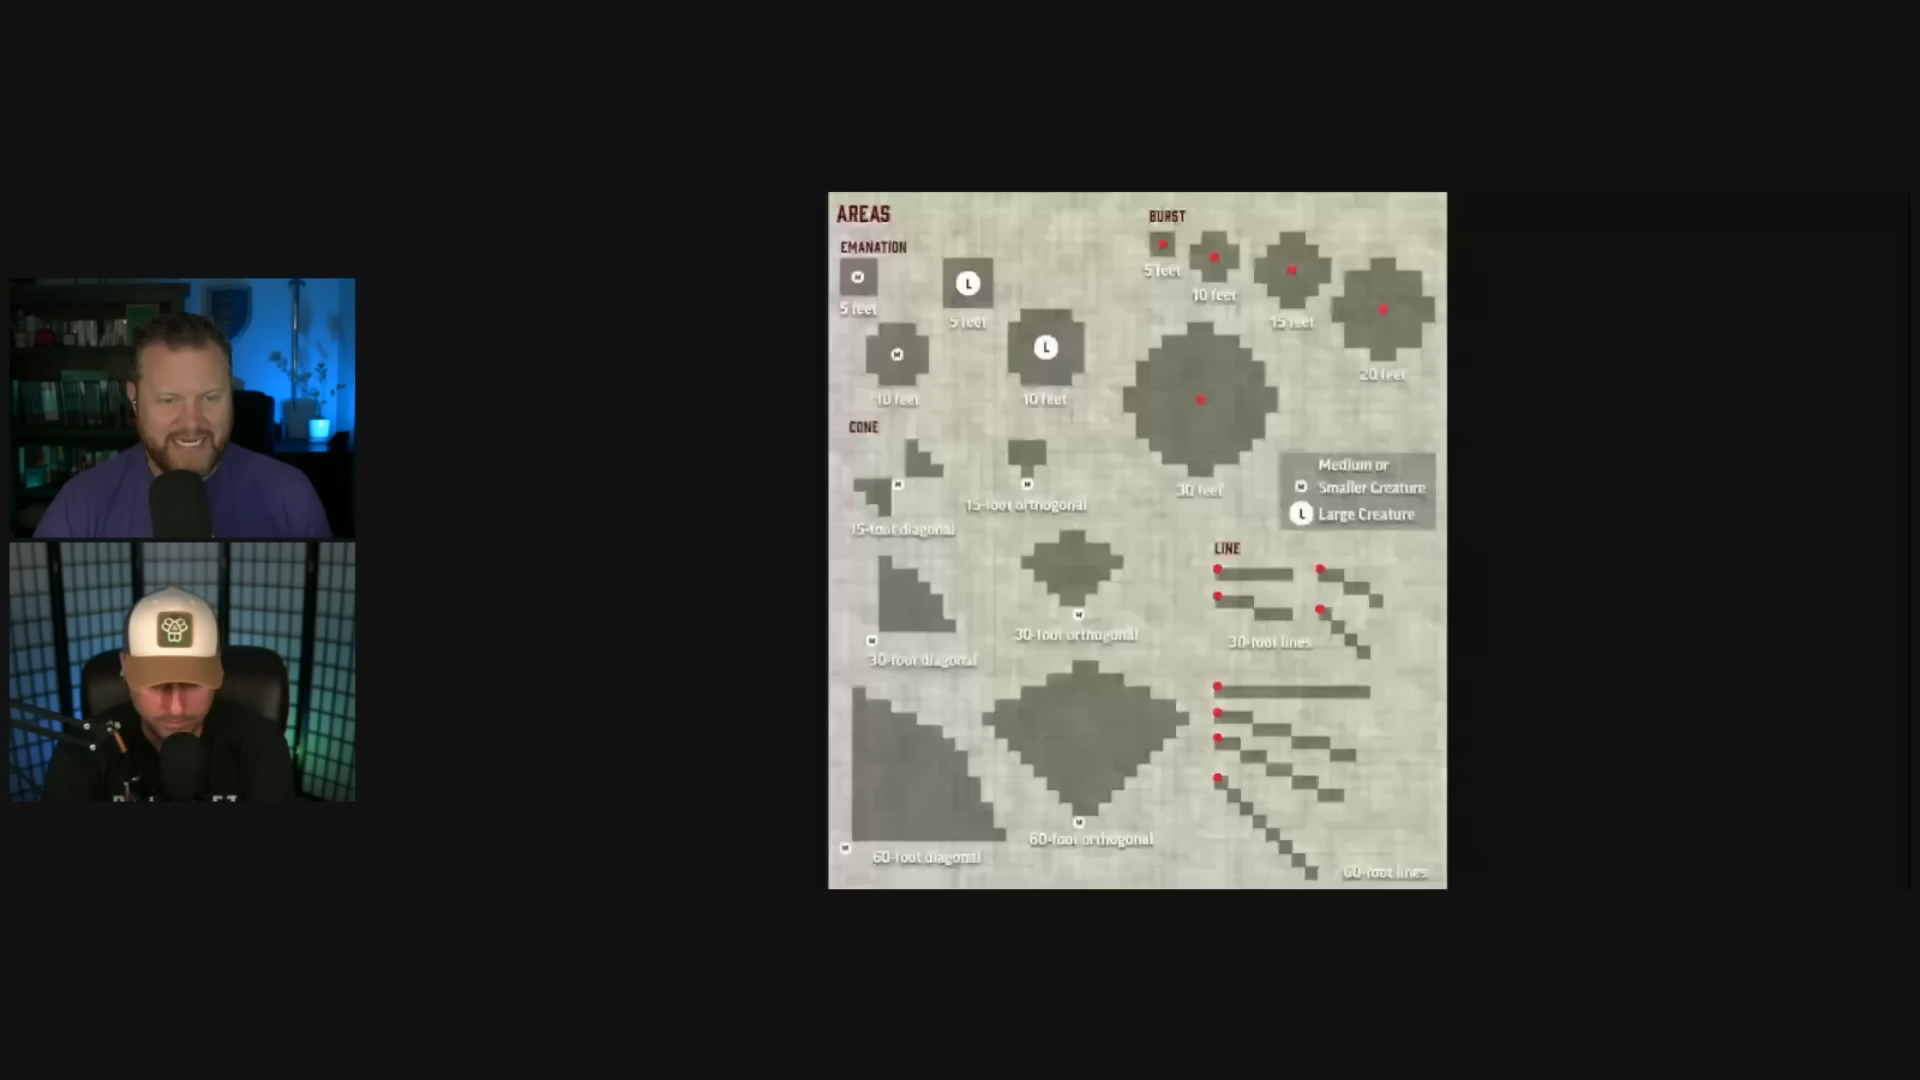 AREAS
EMANATION
M
5 feet
L
5 feet
M
10 feet
L
10 feet
BURST
5 feet
10 feet
15 feet
20 feet
30 feet
CONE
M
15-foot diagonal
M
15-foot orthogonal
M
30-foot diagonal
M
30-foot orthogonal
M
60-foot diagonal
M
60-foot orthogonal
Medium or
M Smaller Creature
L Large Creature
LINE
30-foot lines
60-foot lines